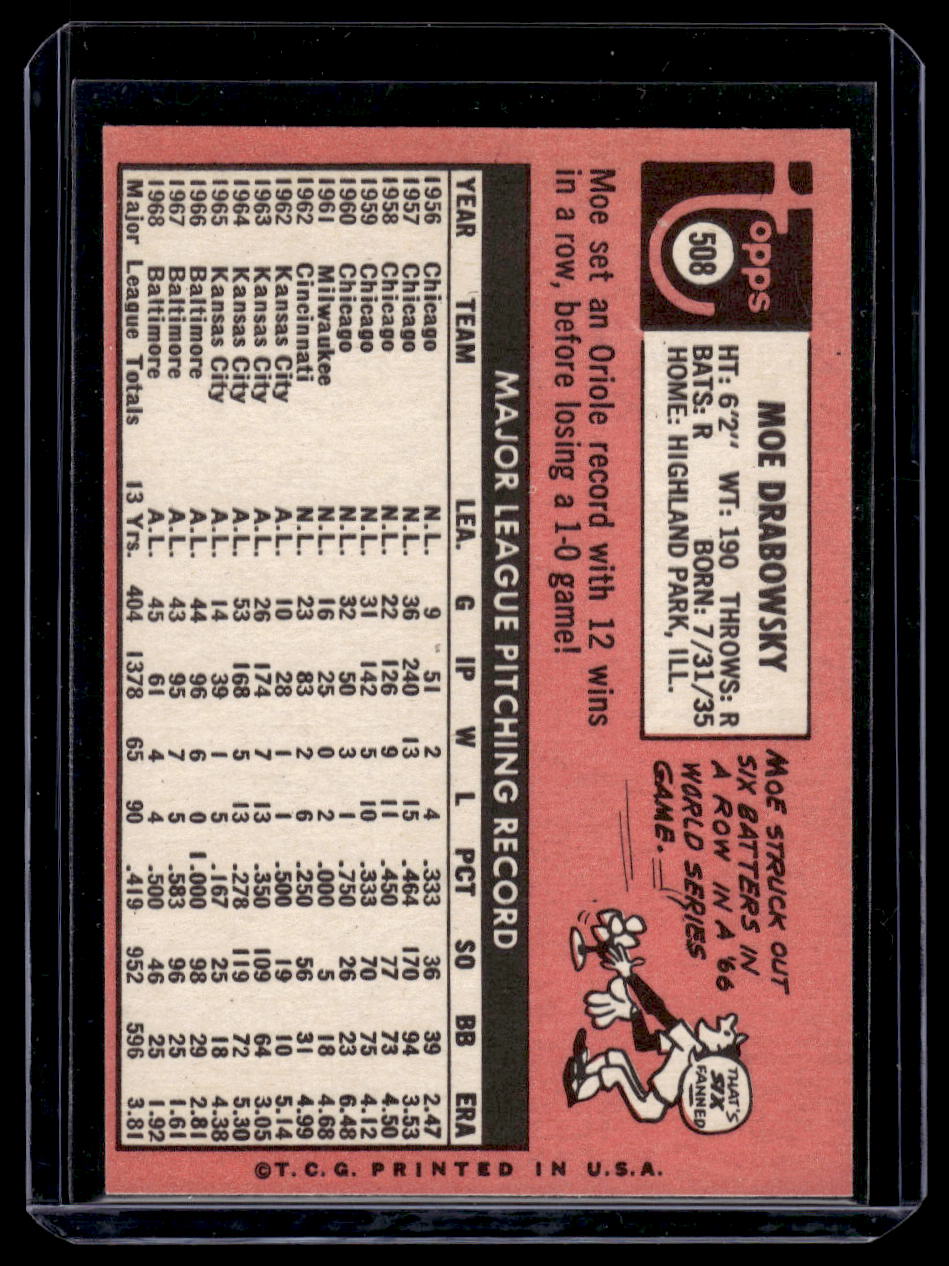 Topps
508
MOE DRABOWSKY
HT: 6'2" WT: 190 THROWS: R
BATS: R BORN: 7/31/35
HOME: HIGHLAND PARK, ILL.
MOE STRUCK OUT
SIX BATTERS IN
A ROW IN A '66
WORLD SERIES
GAME.
THAT'S
SIX
FANNED
Moe set an Oriole record with 12 wins
in a row, before losing a 1-0 game!
MAJOR LEAGUE PITCHING RECORD
YEAR TEAM LEA. G IP W L PCT SO BB ERA
1956 Chicago N.L. 9 51 2 4 .333 36 39 2.47
1957 Chicago N.L. 36 240 13 15 .464 170 94 3.53
1958 Chicago N.L. 22 126 9 11 .450 77 73 4.50
1959 Chicago N.L. 31 142 5 10 .333 70 75 4.12
1960 Chicago N.L. 32 50 3 1 .750 26 23 6.48
1961 Milwaukee N.L. 16 25 0 2 .000 5 18 4.68
1962 Cincinnati N.L. 23 83 2 6 .250 56 31 4.99
1962 Kansas City A.L. 10 28 1 1 .500 19 10 5.14
1963 Kansas City A.L. 26 174 7 13 .350 109 64 3.05
1964 Kansas City A.L. 53 168 5 13 .278 119 72 5.30
1965 Kansas City A.L. 14 39 1 5 .167 25 18 4.38
1966 Baltimore A.L. 44 96 6 0 1.000 98 29 2.81
1967 Baltimore A.L. 43 95 7 5 .583 96 25 1.61
1968 Baltimore A.L. 45 61 4 4 .500 46 25 1.92
Major League Totals 13 Yrs. 404 1378 65 90 .419 952 596 3.81
©T.C.G. PRINTED IN U.S.A.